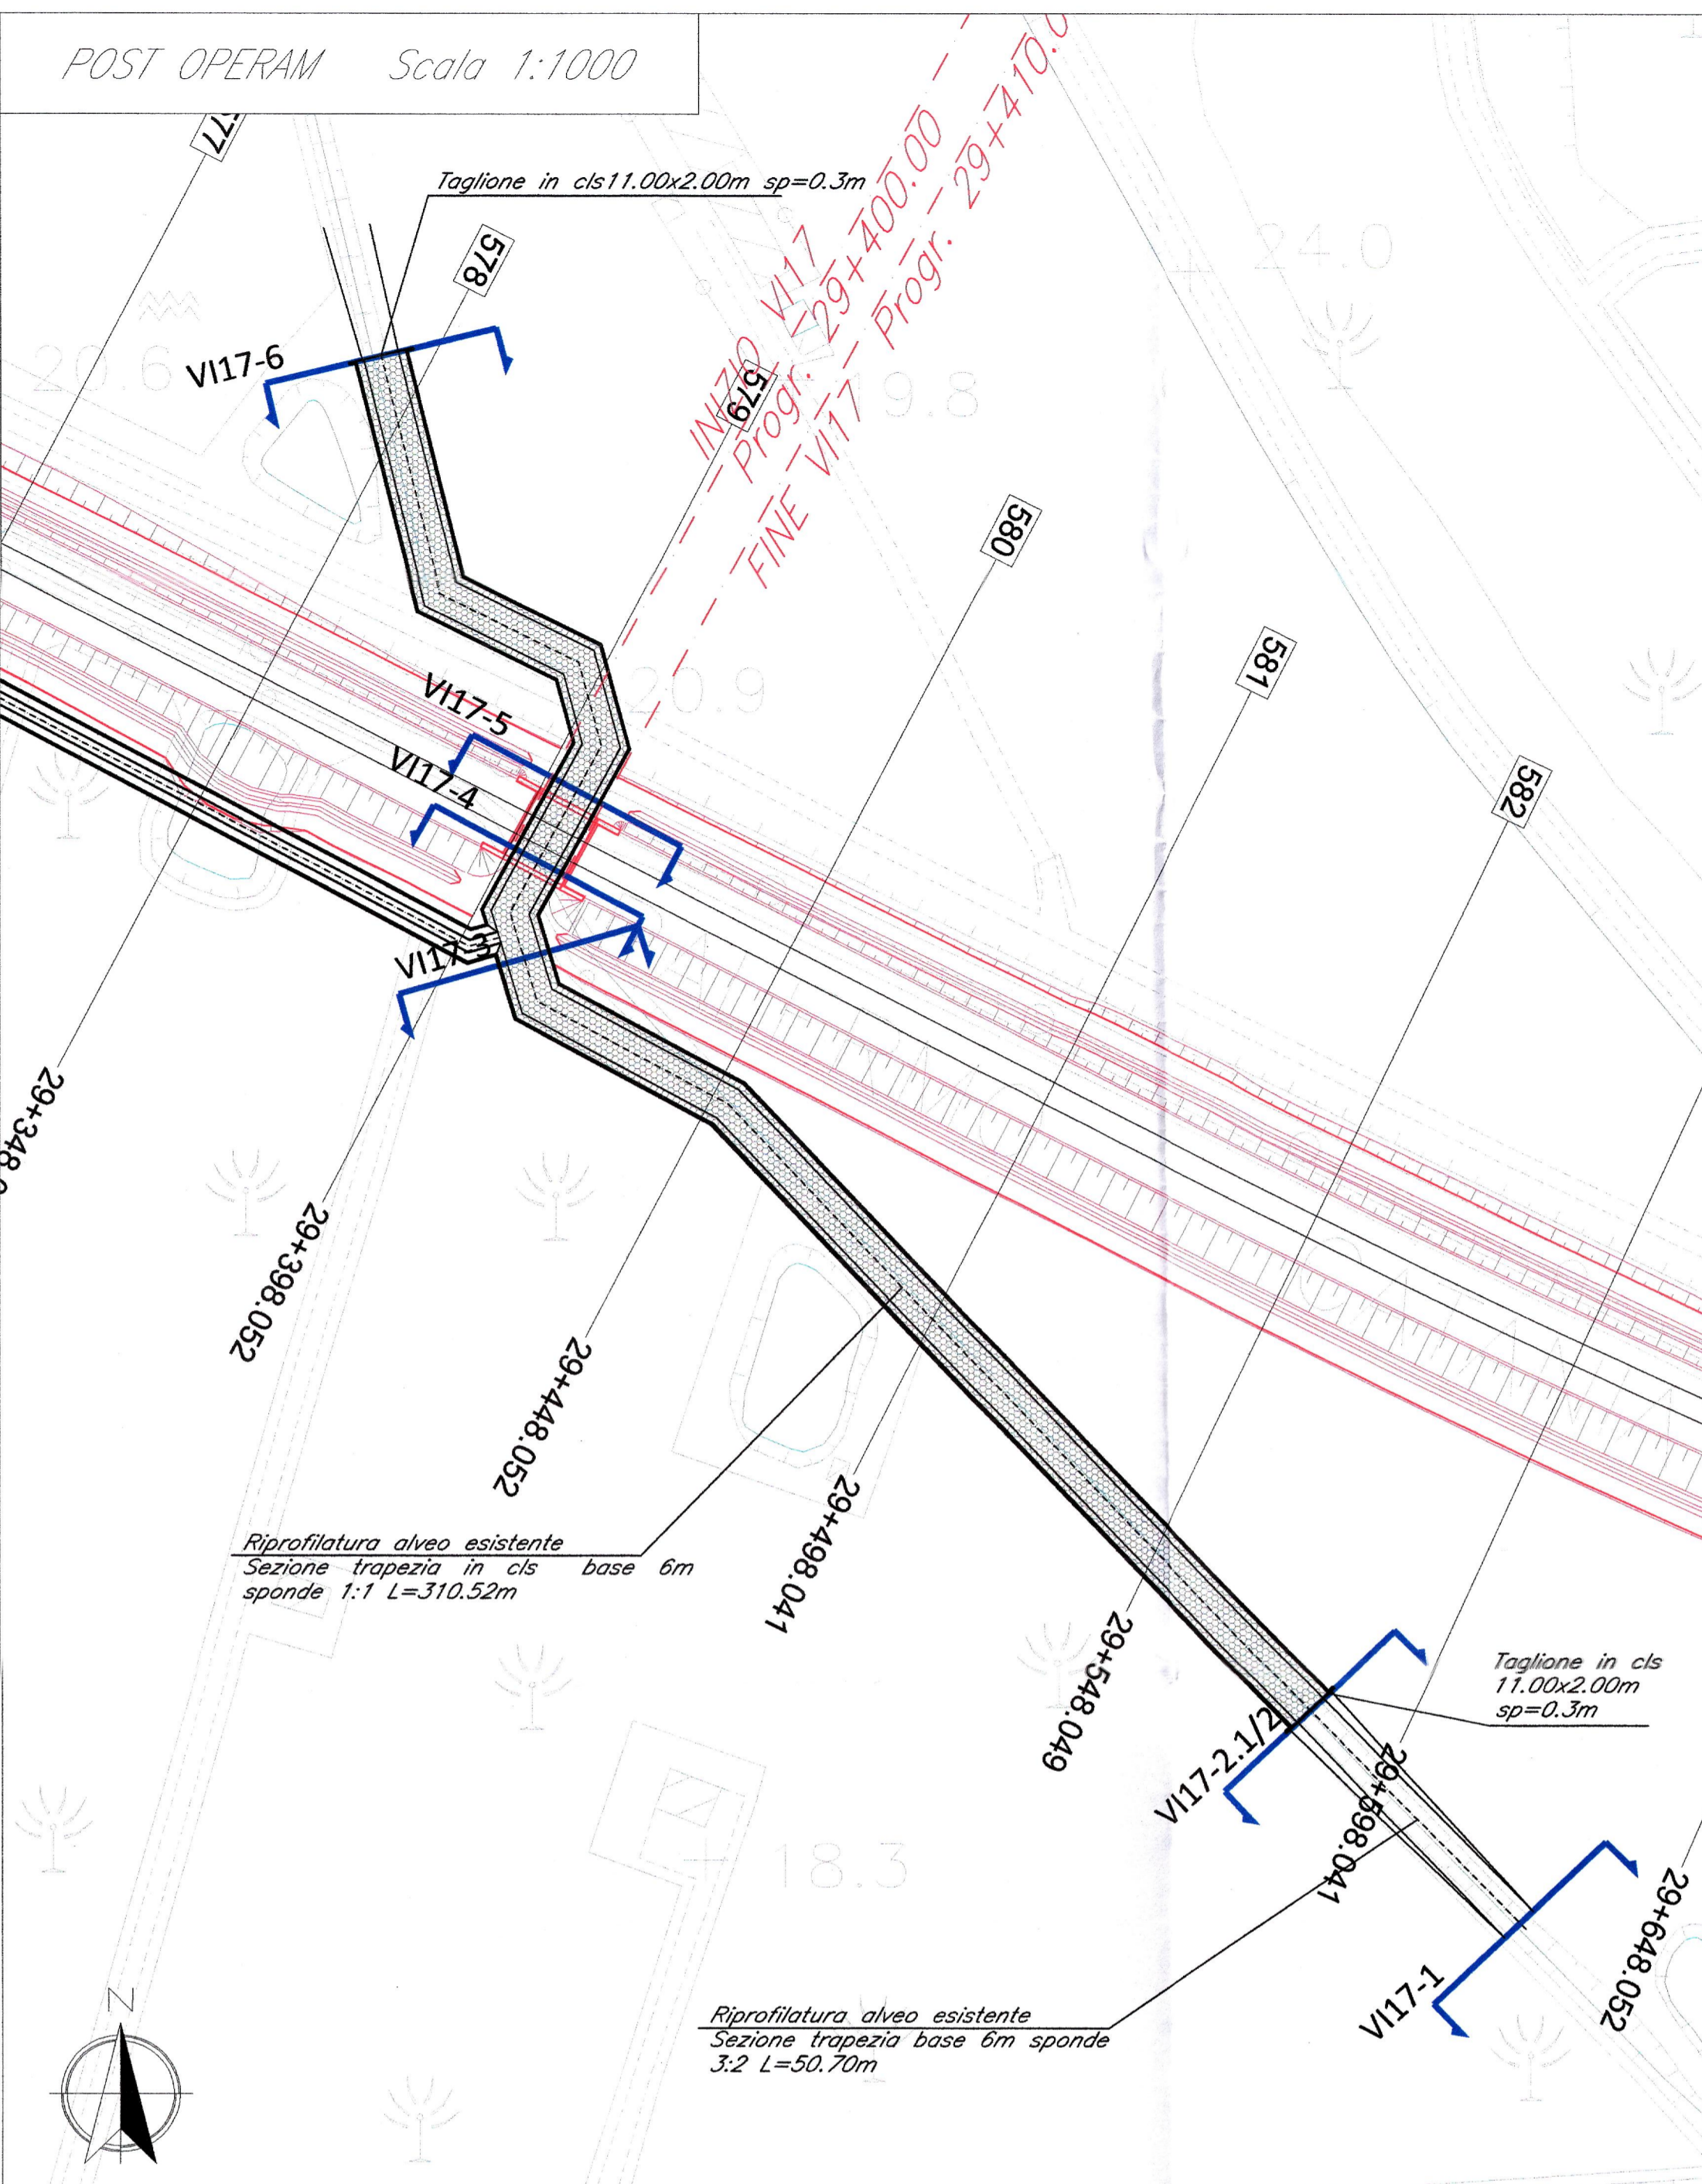 POST OPERAM Scala 1:1000
577
Taglione in cls11.00x2.00m sp=0.3m
578
INIZIO VI17
Progr. 29+400.00
FINE VI17
Progr. 29+410.0
24.0
20.6
VI17-6
579
19.8
580
581
20.9
VI17-5
VI17-4
582
VI17-3
29+348.0
29+398.052
29+448.052
29+498.041
29+548.049
29+598.041
29+648.052
Riprofilatura alveo esistente
Sezione trapezia in cls base 6m
sponde 1:1 L=310.52m
Taglione in cls
11.00x2.00m
sp=0.3m
VI17-2.1/2
18.3
VI17-1
Riprofilatura alveo esistente
Sezione trapezia base 6m sponde
3:2 L=50.70m
N